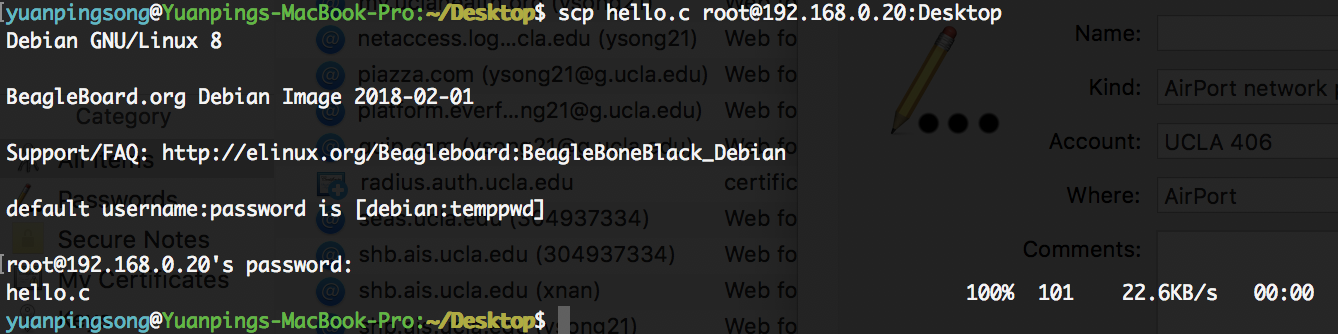 yuanpingsong@Yuanpings-MacBook-Pro:~/Desktop$ scp hello.c root@192.168.0.20:Desktop
Debian GNU/Linux 8
netaccess.log...cla.edu (ysong21) Web fo
Name:
piazza.com (ysong21@g.ucla.edu) Web fo
Kind: AirPort network p
BeagleBoard.org Debian Image 2018-02-01
platform.everf...ng21@g.ucla.edu) Web fo
Category
Account: UCLA 406
Support/FAQ: http://elinux.org/Beagleboard:BeagleBoneBlack_Debian
All Items
radius.auth.ucla.edu certific
Passwords
Where: AirPort
default username:password is [debian:temppwd]
seas.ucla.edu (304937334) Web fo
Secure Notes
shb.ais.ucla.edu (304937334) Web fo
Comments:
root@192.168.0.20's password:
My Certificates
shb.ais.ucla.edu (xnan) Web fo
hello.c 100% 101 22.6KB/s 00:00
yuanpingsong@Yuanpings-MacBook-Pro:~/Desktop$